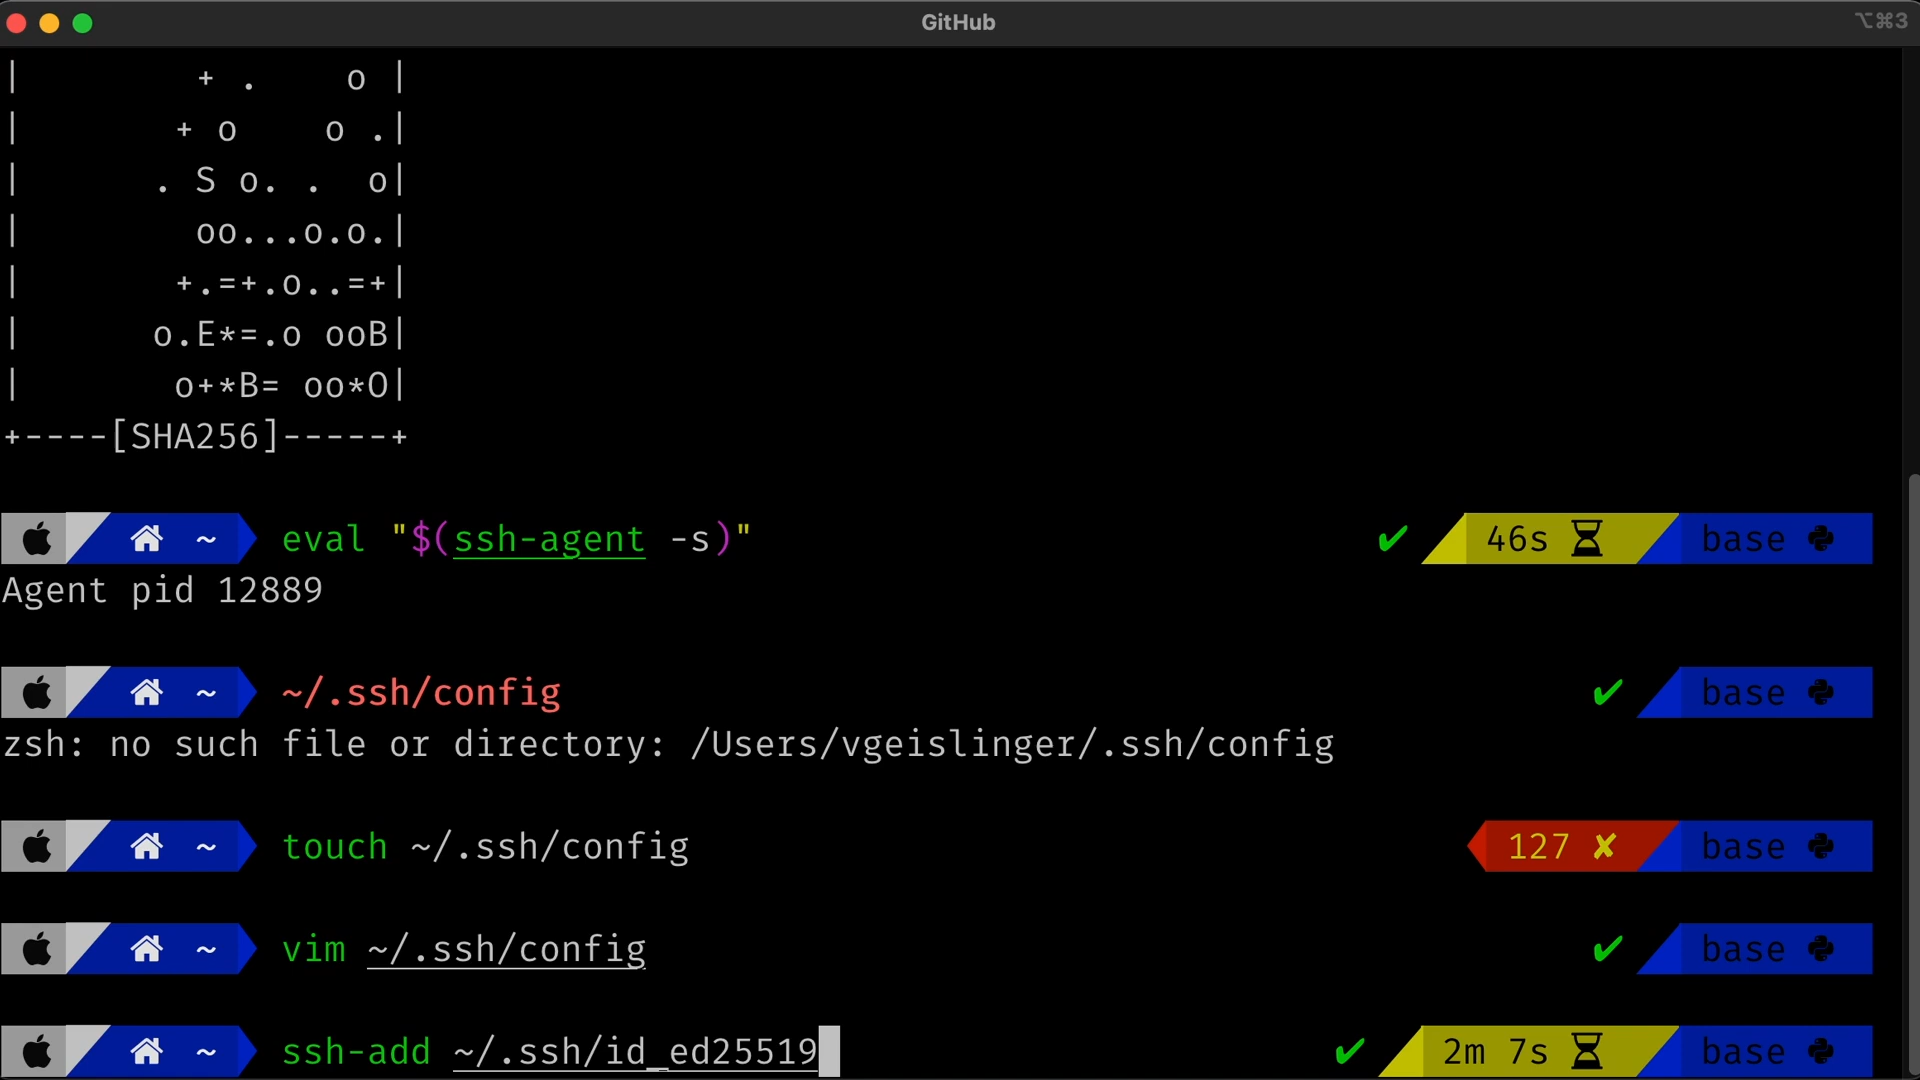 GitHub
⌥⌘3
|        + .    o |
|       + o    o .|
|      . S o. .  o|
|        oo...o.o.|
|       +.=+.o..=+|
|      o.E*=.o ooB|
|       o+*B= oo*O|
+----[SHA256]-----+
~ eval "$(ssh-agent -s)" ✔ 46s base
Agent pid 12889
~ ~/.ssh/config ✔ base
zsh: no such file or directory: /Users/vgeislinger/.ssh/config
~ touch ~/.ssh/config 127 ✘ base
~ vim ~/.ssh/config ✔ base
~ ssh-add ~/.ssh/id_ed25519 ✔ 2m 7s base